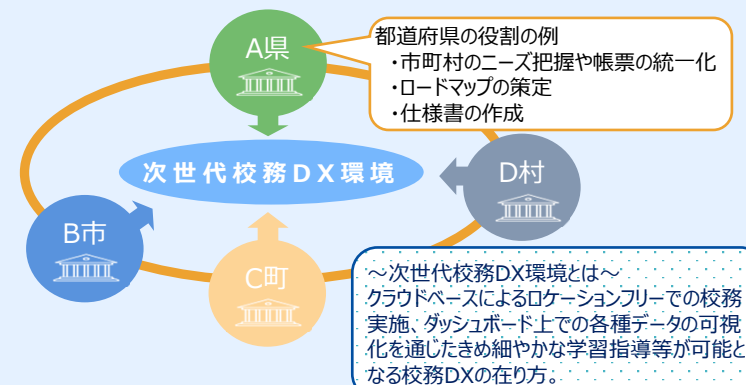 A県
都道府県の役割の例
・市町村のニーズ把握や帳票の統一化
・ロードマップの策定
・仕様書の作成
次世代校務DX環境
D村
B市
C町
～次世代校務DX環境とは～
クラウドベースによるロケーションフリーでの校務
実施、ダッシュボード上での各種データの可視
化を通じたきめ細やかな学習指導等が可能と
なる校務DXの在り方。